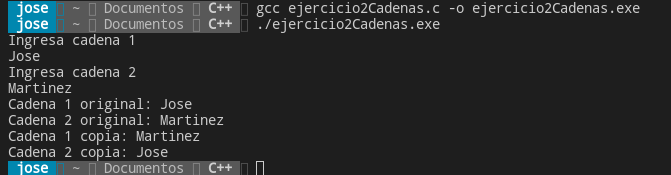 jose ~ Documentos C++ gcc ejercicio2Cadenas.c -o ejercicio2Cadenas.exe
jose ~ Documentos C++ ./ejercicio2Cadenas.exe
Ingresa cadena 1
Jose
Ingresa cadena 2
Martinez
Cadena 1 original: Jose
Cadena 2 original: Martinez
Cadena 1 copia: Martinez
Cadena 2 copia: Jose
jose ~ Documentos C++